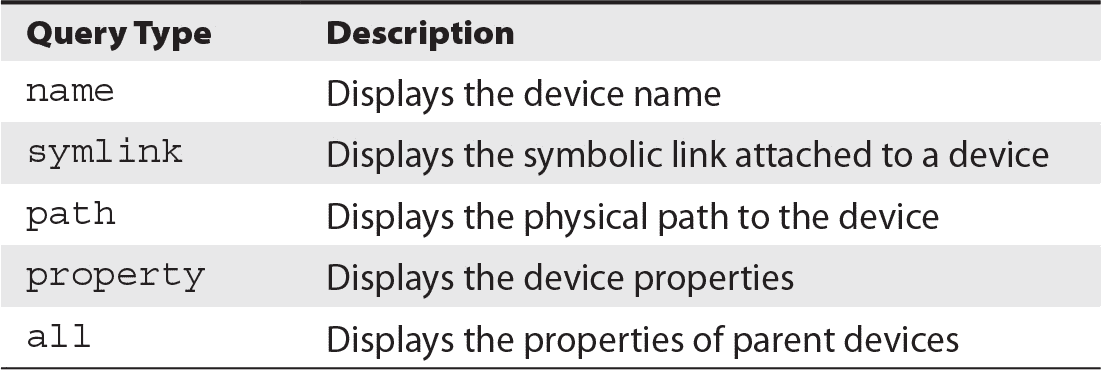 Query Type Description
name Displays the device name
symlink Displays the symbolic link attached to a device
path Displays the physical path to the device
property Displays the device properties
all Displays the properties of parent devices